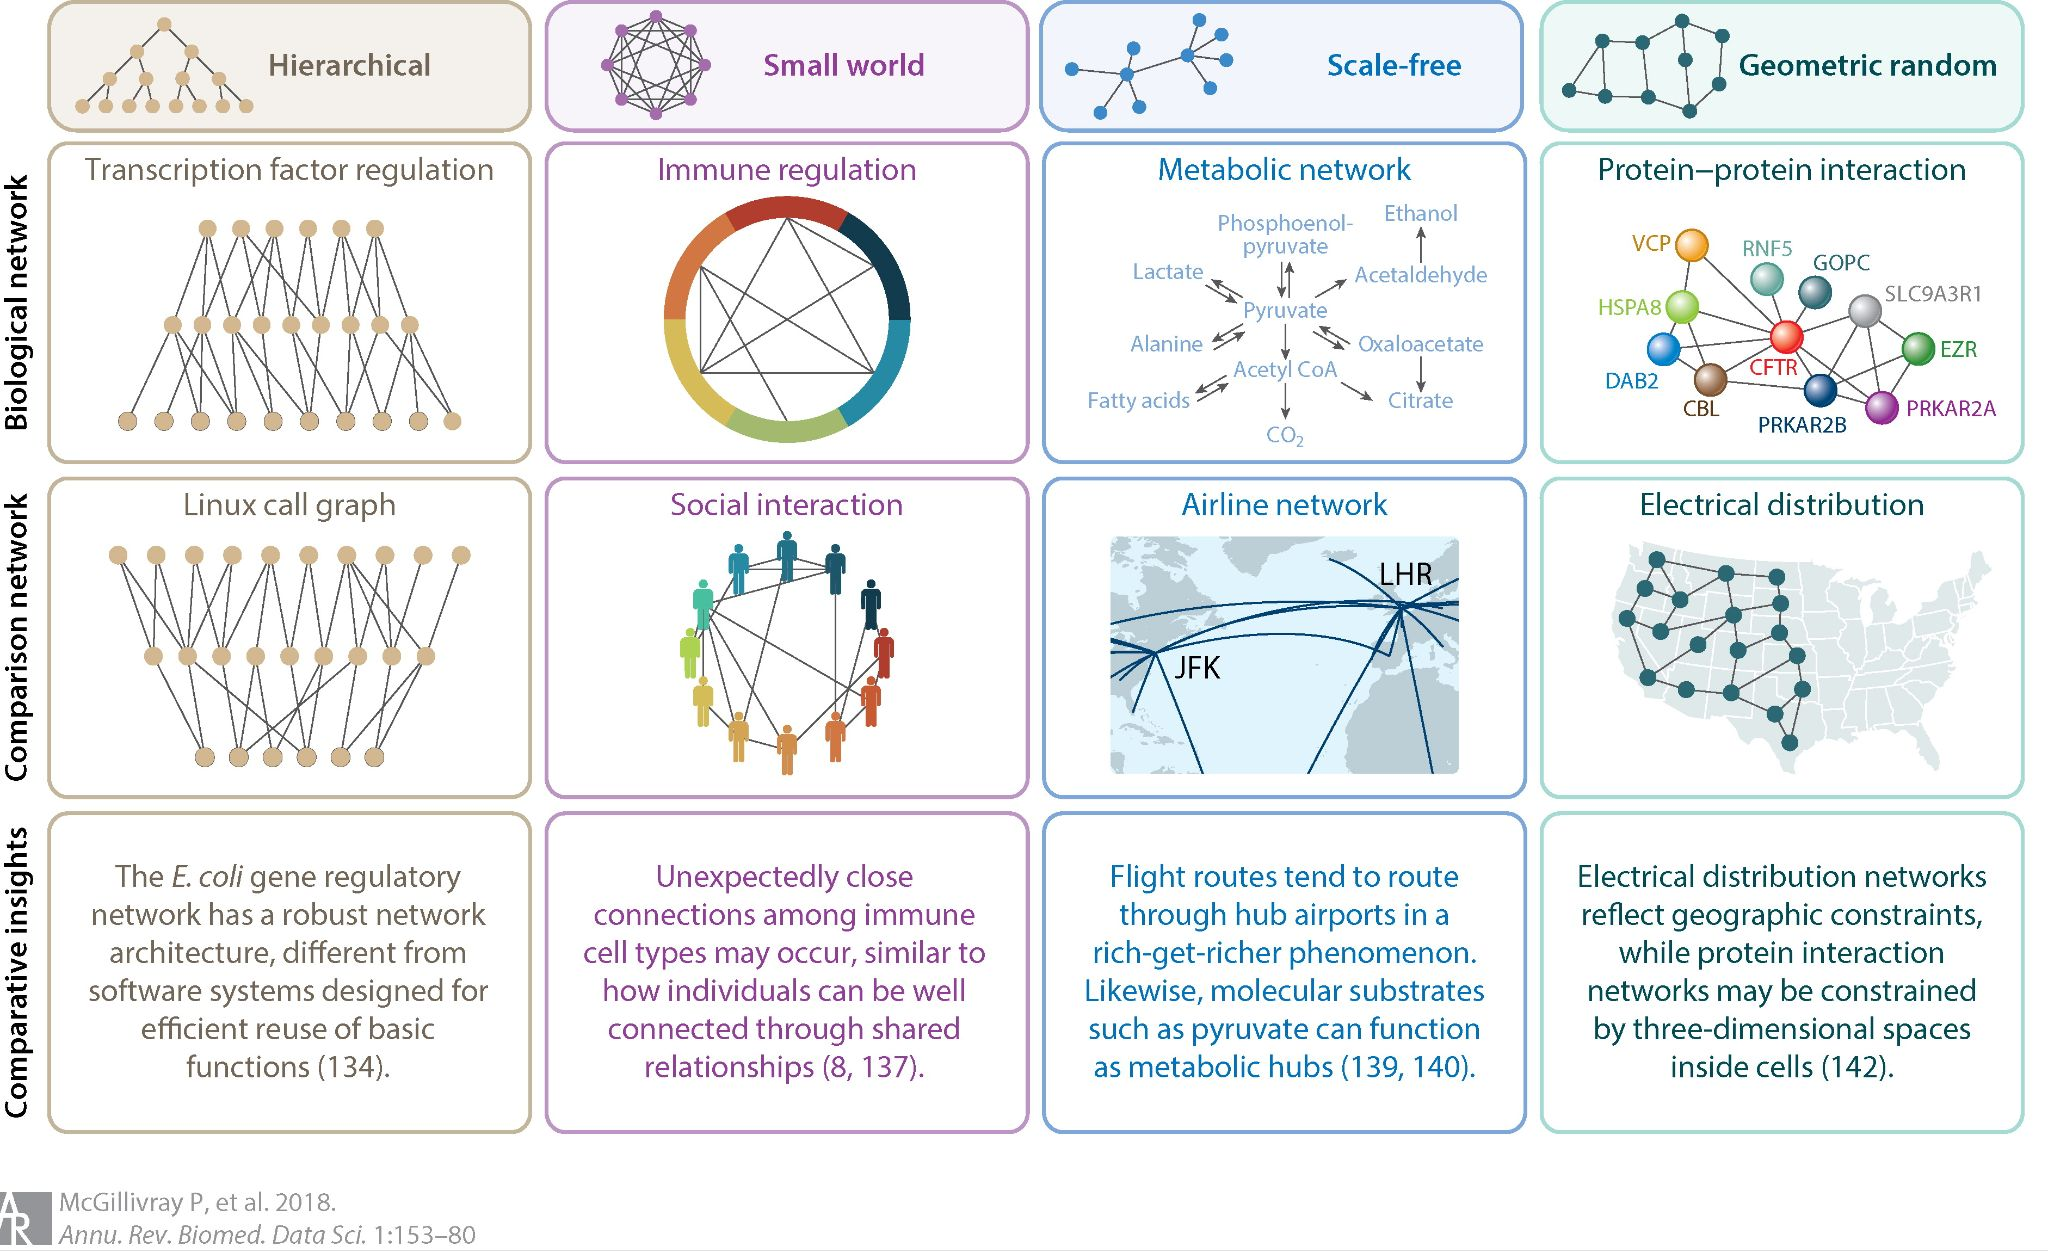 Hierarchical
Small world
Scale-free
Geometric random
Biological network
Transcription factor regulation
Immune regulation
Metabolic network
Phosphoenol-
pyruvate
Ethanol
Lactate
Acetaldehyde
Pyruvate
Alanine
Oxaloacetate
Acetyl CoA
Fatty acids
Citrate
CO2
Protein–protein interaction
VCP
RNF5
GOPC
HSPA8
SLC9A3R1
EZR
CFTR
DAB2
CBL
PRKAR2B
PRKAR2A
Comparison network
Linux call graph
Social interaction
Airline network
LHR
JFK
Electrical distribution
Comparative insights
The E. coli gene regulatory
network has a robust network
architecture, different from
software systems designed for
efficient reuse of basic
functions (134).
Unexpectedly close
connections among immune
cell types may occur, similar to
how individuals can be well
connected through shared
relationships (8, 137).
Flight routes tend to route
through hub airports in a
rich-get-richer phenomenon.
Likewise, molecular substrates
such as pyruvate can function
as metabolic hubs (139, 140).
Electrical distribution networks
reflect geographic constraints,
while protein interaction
networks may be constrained
by three-dimensional spaces
inside cells (142).
AR
McGillivray P, et al. 2018.
Annu. Rev. Biomed. Data Sci. 1:153–80